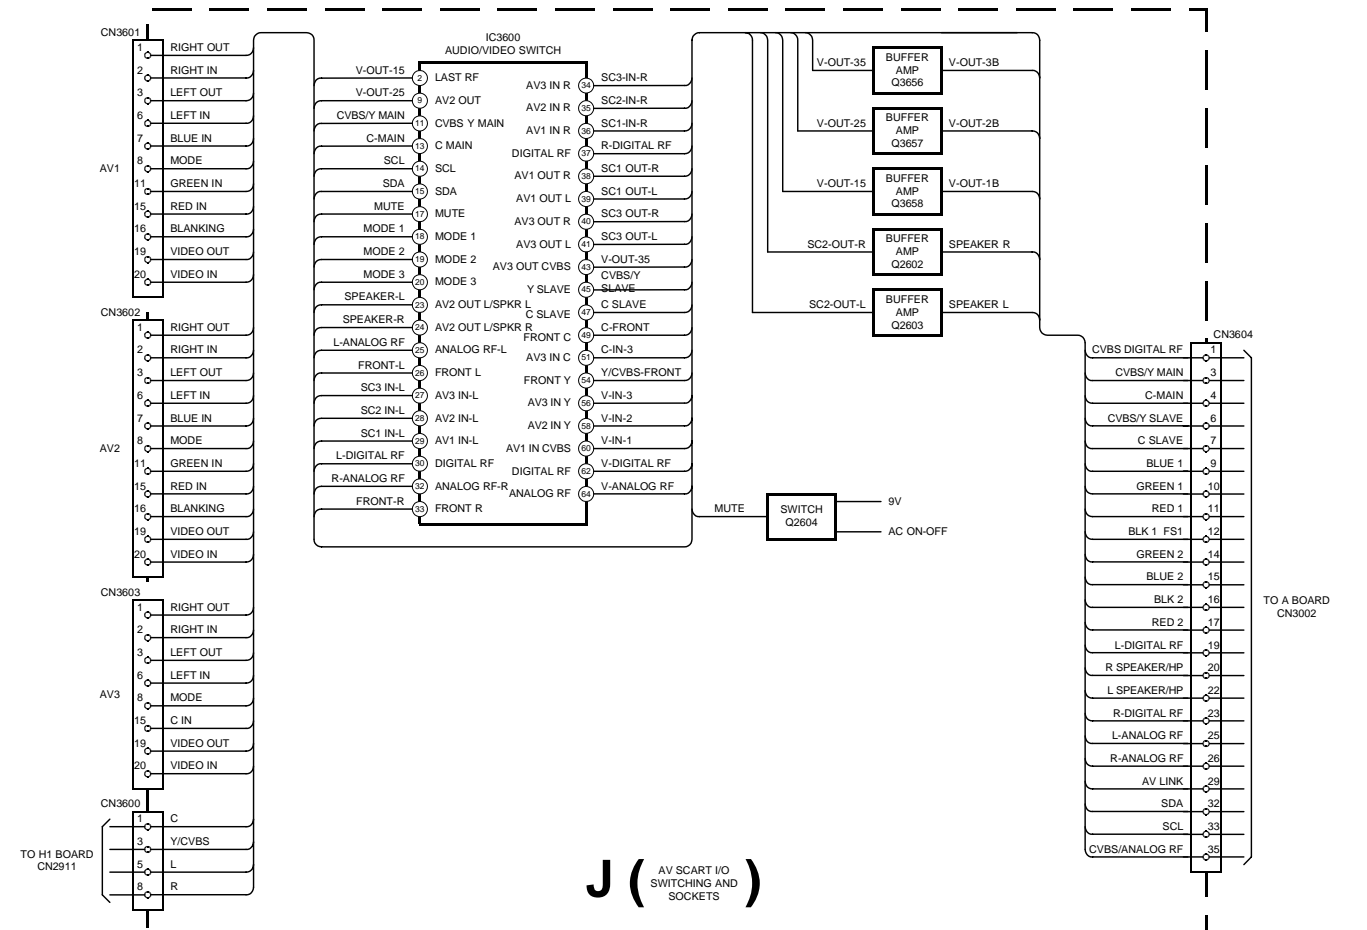 CN3601
AV1
1 RIGHT OUT
2 RIGHT IN
3 LEFT OUT
6 LEFT IN
7 BLUE IN
8 MODE
11 GREEN IN
15 RED IN
16 BLANKING
19 VIDEO OUT
20 VIDEO IN
CN3602
AV2
1 RIGHT OUT
2 RIGHT IN
3 LEFT OUT
6 LEFT IN
7 BLUE IN
8 MODE
11 GREEN IN
15 RED IN
16 BLANKING
19 VIDEO OUT
20 VIDEO IN
CN3603
AV3
1 RIGHT OUT
2 RIGHT IN
3 LEFT OUT
6 LEFT IN
8 MODE
15 C IN
19 VIDEO OUT
20 VIDEO IN
CN3600
TO H1 BOARD
CN2911
1 C
3 Y/CVBS
5 L
8 R
IC3600
AUDIO/VIDEO SWITCH
V-OUT-15 2 LAST RF
V-OUT-25 9 AV2 OUT
CVBS/Y MAIN 11 CVBS Y MAIN
C-MAIN 13 C MAIN
SCL 14 SCL
SDA 15 SDA
MUTE 17 MUTE
MODE 1 18 MODE 1
MODE 2 19 MODE 2
MODE 3 20 MODE 3
SPEAKER-L 23 AV2 OUT L/SPKR L
SPEAKER-R 24 AV2 OUT L/SPKR R
L-ANALOG RF 25 ANALOG RF-L
FRONT-L 26 FRONT L
SC3 IN-L 27 AV3 IN-L
SC2 IN-L 28 AV2 IN-L
SC1 IN-L 29 AV1 IN-L
L-DIGITAL RF 30 DIGITAL RF
R-ANALOG RF 32 ANALOG RF-R
FRONT-R 33 FRONT R
AV3 IN R 34 SC3-IN-R
AV2 IN R 35 SC2-IN-R
AV1 IN R 36 SC1-IN-R
DIGITAL RF 37 R-DIGITAL RF
AV1 OUT R 38 SC1 OUT-R
AV1 OUT L 39 SC1 OUT-L
AV3 OUT R 40 SC3 OUT-R
AV3 OUT L 41 SC3 OUT-L
AV3 OUT CVBS 43 V-OUT-35
Y SLAVE 45 CVBS/Y
SLAVE
C SLAVE 47 C SLAVE
FRONT C 49 C-FRONT
AV3 IN C 51 C-IN-3
FRONT Y 54 Y/CVBS-FRONT
AV3 IN Y 56 V-IN-3
AV2 IN Y 58 V-IN-2
AV1 IN CVBS 60 V-IN-1
DIGITAL RF 62 V-DIGITAL RF
ANALOG RF 64 V-ANALOG RF
V-OUT-35 BUFFER V-OUT-3B
AMP
Q3656
V-OUT-25 BUFFER V-OUT-2B
AMP
Q3657
V-OUT-15 BUFFER V-OUT-1B
AMP
Q3658
SC2-OUT-R BUFFER SPEAKER R
AMP
Q2602
SC2-OUT-L BUFFER SPEAKER L
AMP
Q2603
MUTE SWITCH 9V
Q2604 AC ON-OFF
CN3604
CVBS DIGITAL RF 1
CVBS/Y MAIN 3
C-MAIN 4
CVBS/Y SLAVE 6
C SLAVE 7
BLUE 1 9
GREEN 1 10
RED 1 11
BLK 1 FS1 12
GREEN 2 14
BLUE 2 15
BLK 2 16
RED 2 17
L-DIGITAL RF 19
R SPEAKER/HP 20
L SPEAKER/HP 22
R-DIGITAL RF 23
L-ANALOG RF 25
R-ANALOG RF 26
AV LINK 29
SDA 32
SCL 33
CVBS/ANALOG RF 35
TO A BOARD
CN3002
J ( AV SCART I/O
SWITCHING AND
SOCKETS )